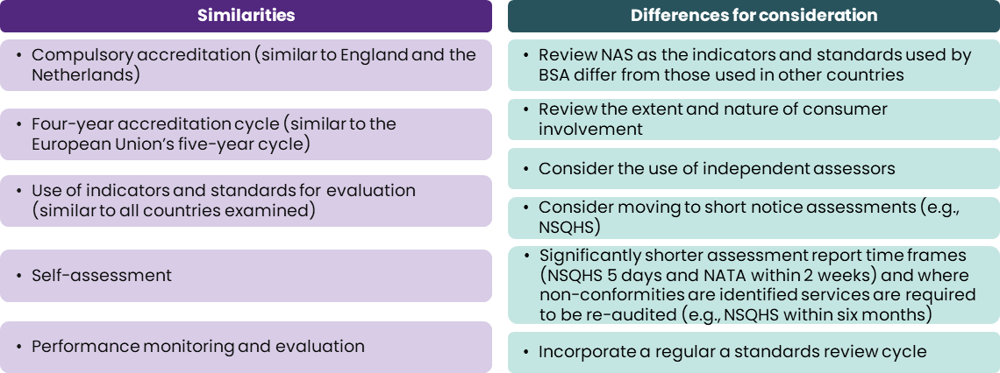 Similarities
• Compulsory accreditation (similar to England and the
Netherlands)
• Four-year accreditation cycle (similar to the
European Union's five-year cycle)
• Use of indicators and standards for evaluation
(similar to all countries examined)
• Self-assessment
• Performance monitoring and evaluation
Differences for consideration
• Review NAS as the indicators and standards used by
BSA differ from those used in other countries
• Review the extent and nature of consumer
involvement
• Consider the use of independent assessors
• Consider moving to short notice assessments (e.g.,
NSQHS)
• Significantly shorter assessment report time frames
(NSQHS 5 days and NATA within 2 weeks) and where
non-conformities are identified services are required
to be re-audited (e.g., NSQHS within six months)
• Incorporate a regular a standards review cycle